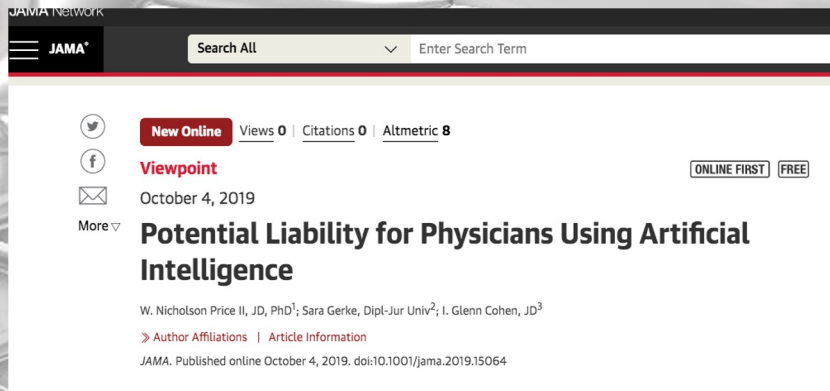 JAMA Network
JAMA®
Search All
Enter Search Term
New Online Views 0 | Citations 0 | Altmetric 8
Viewpoint
ONLINE FIRST FREE
October 4, 2019
More
Potential Liability for Physicians Using Artificial
Intelligence
W. Nicholson Price II, JD, PhD1; Sara Gerke, Dipl-Jur Univ2; I. Glenn Cohen, JD3
» Author Affiliations | Article Information
JAMA. Published online October 4, 2019. doi:10.1001/jama.2019.15064